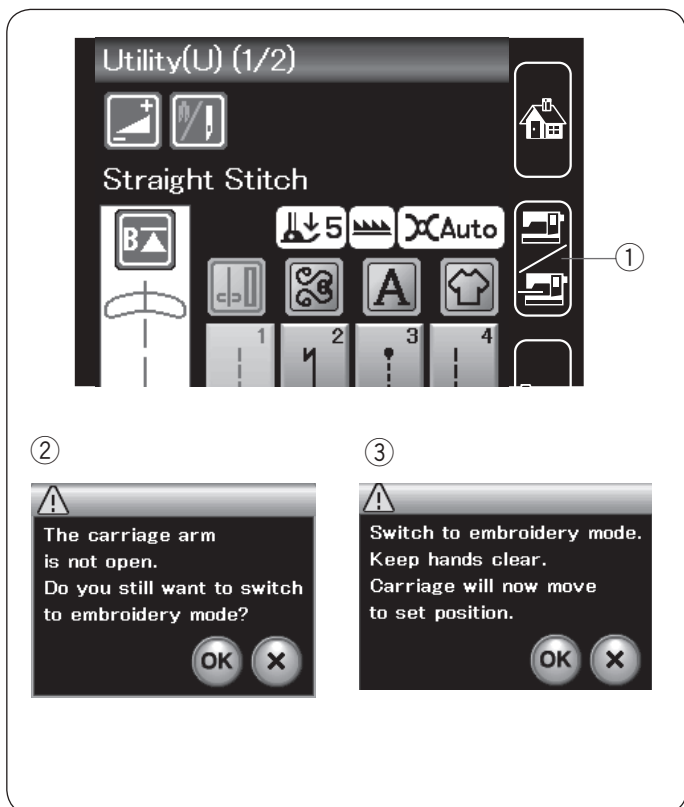 Utility(U) (1/2)
Straight Stitch
B
5
Auto
A
1 2 3 4
①
②
③
The carriage arm
is not open.
Do you still want to switch
to embroidery mode?
OK ×
Switch to embroidery mode.
Keep hands clear.
Carriage will now move
to set position.
OK ×